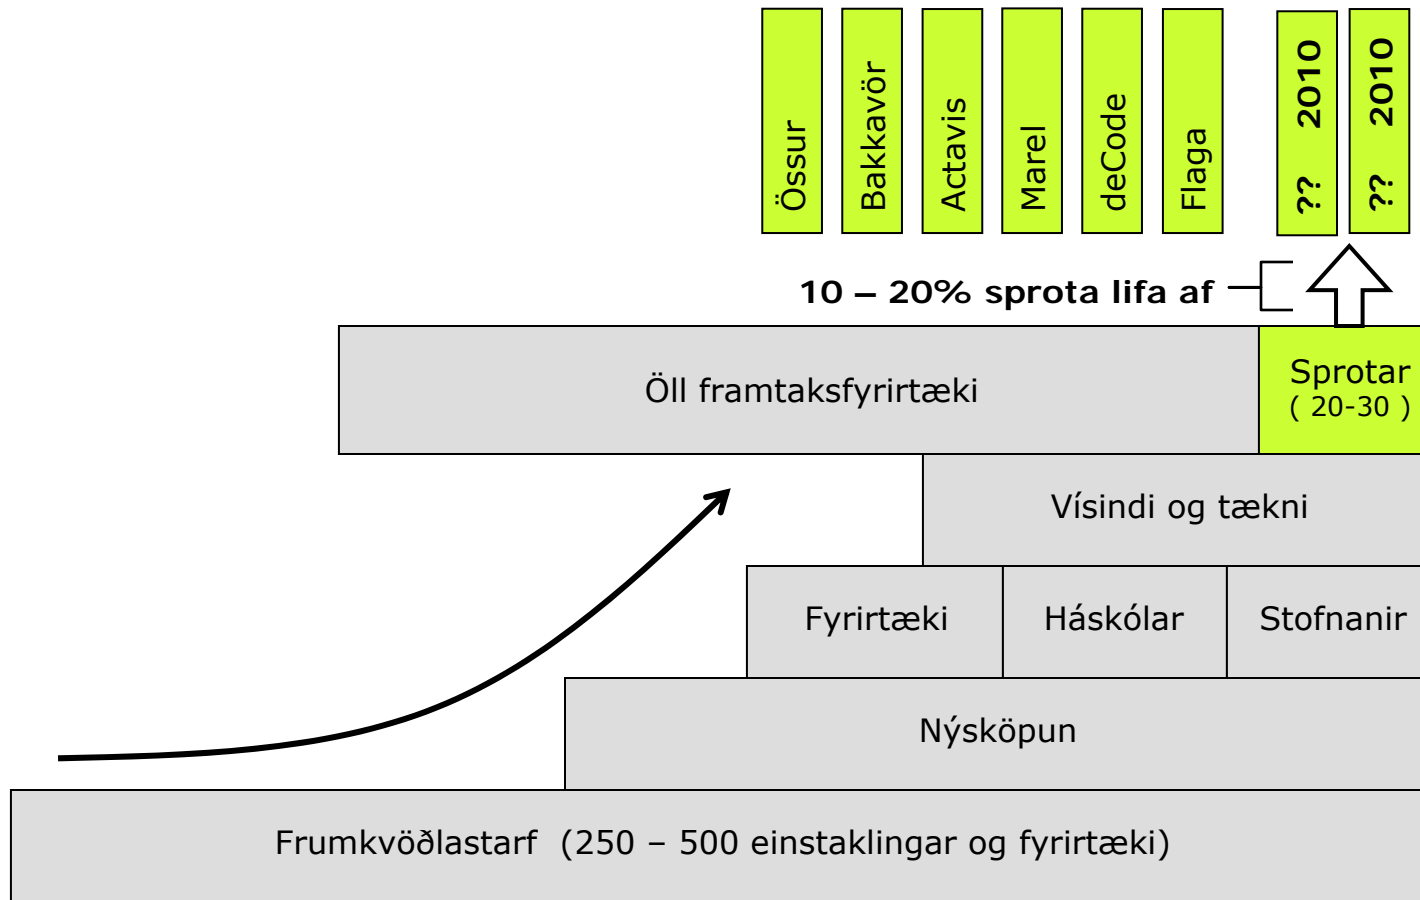 Össur
Bakkavör
Actavis
Marel
deCode
Flaga
?? 2010
?? 2010
10 – 20% sprota lifa af
Öll framtaksfyrirtæki
Sprotar
( 20-30 )
Vísindi og tækni
Fyrirtæki
Háskólar
Stofnanir
Nýsköpun
Frumkvöðlastarf (250 – 500 einstaklingar og fyrirtæki)